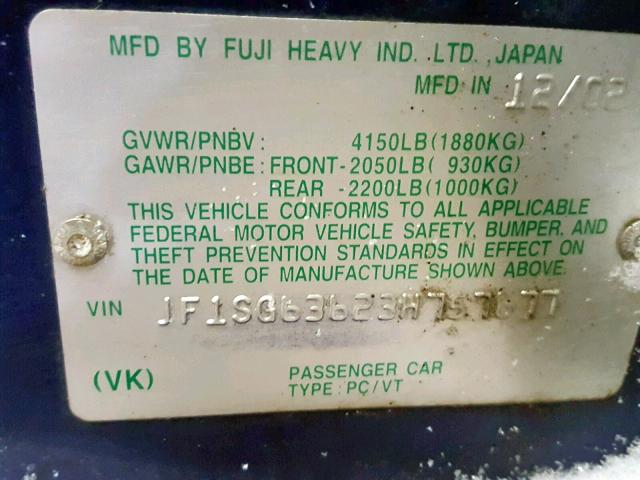 MFD BY FUJI HEAVY IND. LTD., JAPAN
MFD IN 12/02
GVWR/PNBV: 4150LB(1880KG)
GAWR/PNBE: FRONT-2050LB( 930KG)
REAR -2200LB(1000KG)
THIS VEHICLE CONFORMS TO ALL APPLICABLE
FEDERAL MOTOR VEHICLE SAFETY, BUMPER, AND
THEFT PREVENTION STANDARDS IN EFFECT ON
THE DATE OF MANUFACTURE SHOWN ABOVE.
VIN JF1SG63623H757677
(VK) PASSENGER CAR
TYPE: PC/VT